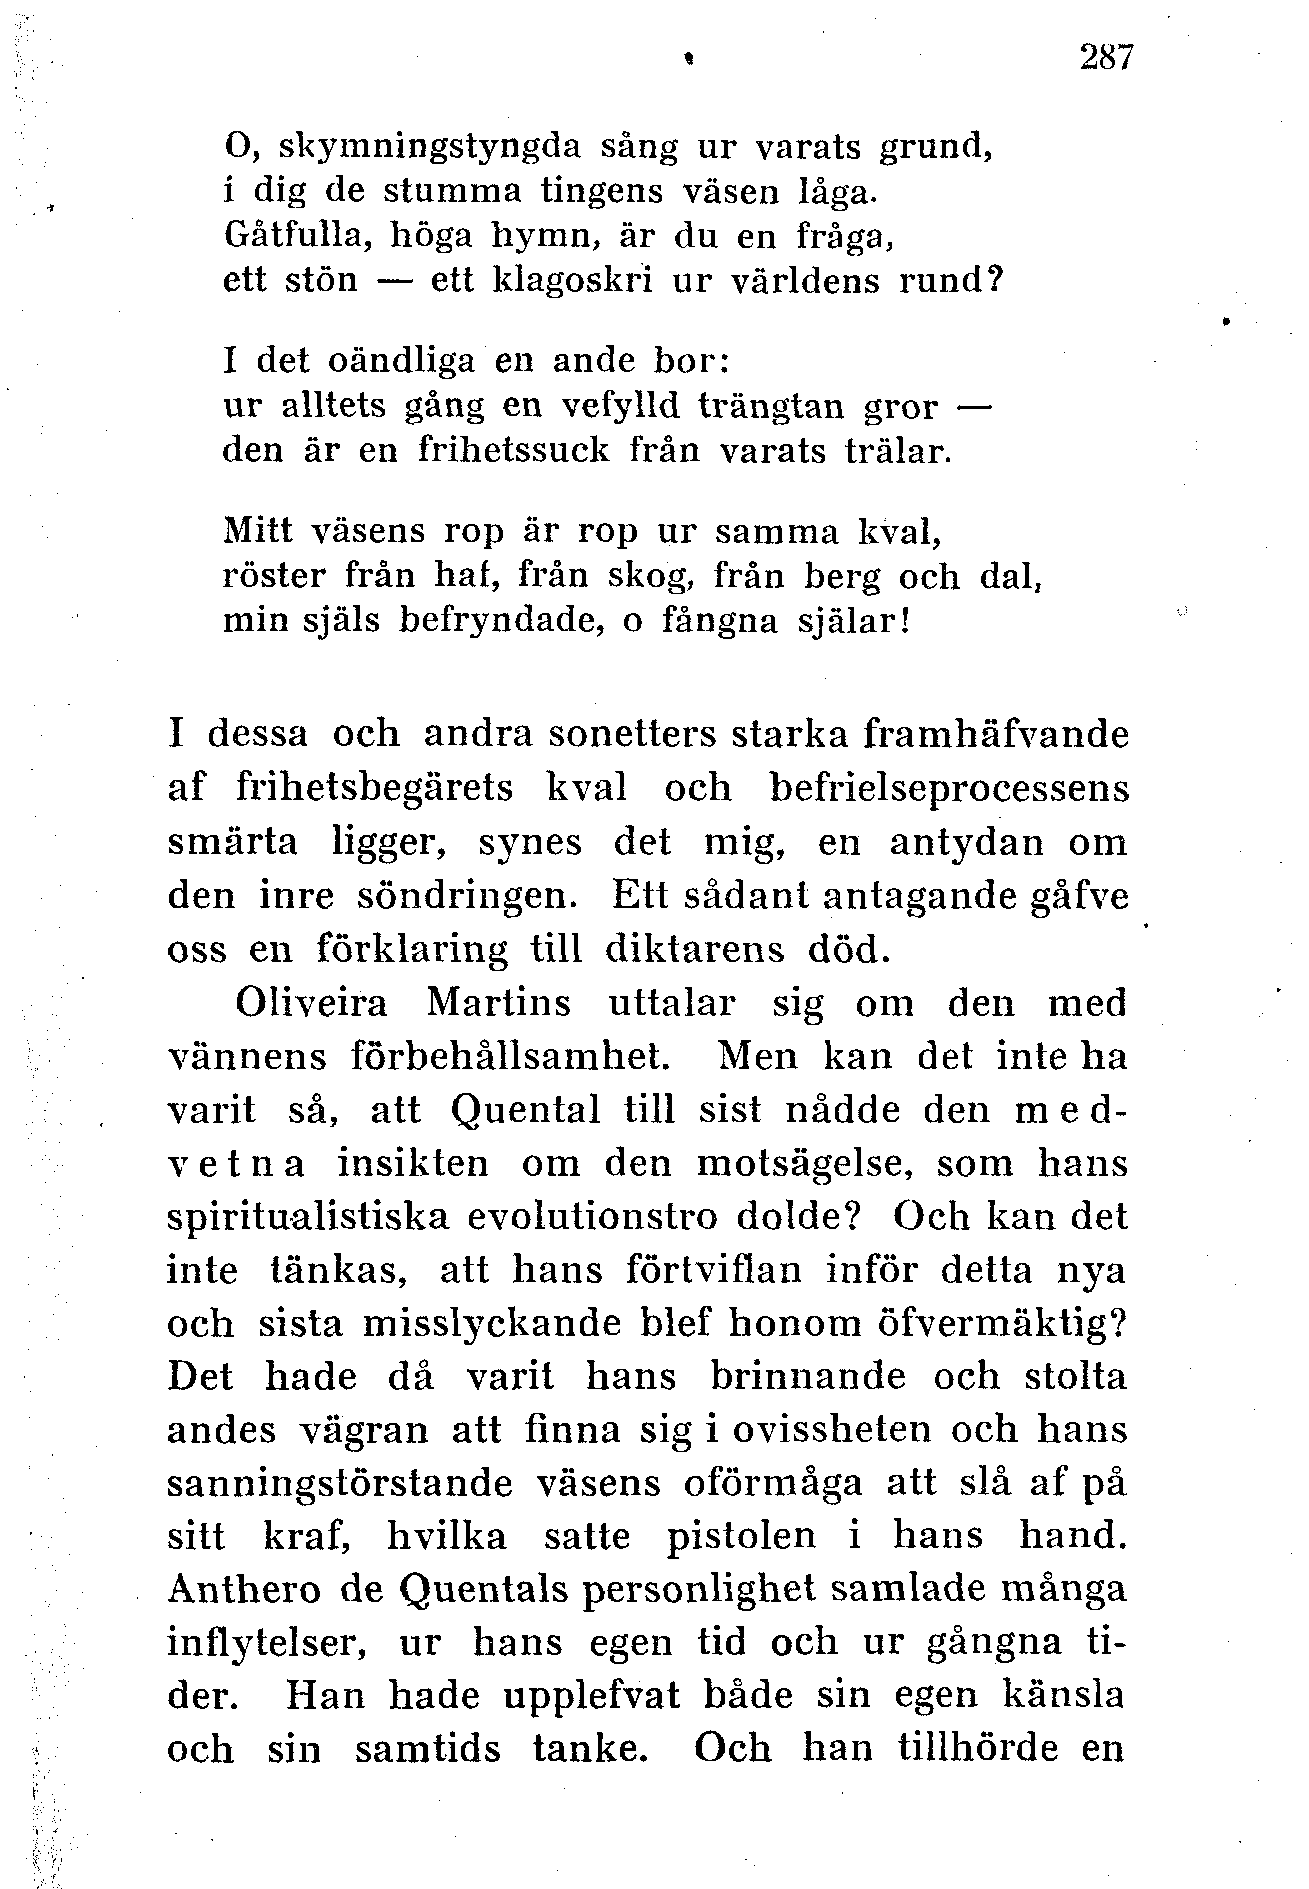 287
O, skymningstyngda sång ur varats grund,
i dig de stumma tingens väsen låga.
Gåtfulla, höga hymn, är du en fråga,
ett stön — ett klagoskri ur världens rund?
I det oändliga en ande bor:
ur alltets gång en vefylld trängtan gror —
den är en frihetssuck från varats trälar.
Mitt väsens rop är rop ur samma kval,
röster från haf, från skog, från berg och dal,
min själs befryndade, o fångna själar!
I dessa och andra sonetters starka framhäfvande
af frihetsbegärets kval och befrielseprocessens
smärta ligger, synes det mig, en antydan om
den inre söndringen. Ett sådant antagande gåfve
oss en förklaring till diktarens död.
Oliveira Martins uttalar sig om den med
vännens förbehållsamhet. Men kan det inte ha
varit så, att Quental till sist nådde den med-
vetna insikten om den motsägelse, som hans
spiritualistiska evolutionstro dolde? Och kan det
inte tänkas, att hans förtviflan inför detta nya
och sista misslyckande blef honom öfvermäktig?
Det hade då varit hans brinnande och stolta
andes vägran att finna sig i ovissheten och hans
sanningstörstande väsens oförmåga att slå af på
sitt kraf, hvilka satte pistolen i hans hand.
Anthero de Quentals personlighet samlade många
inflytelser, ur hans egen tid och ur gångna ti-
der. Han hade upplefvat både sin egen känsla
och sin samtids tanke. Och han tillhörde en